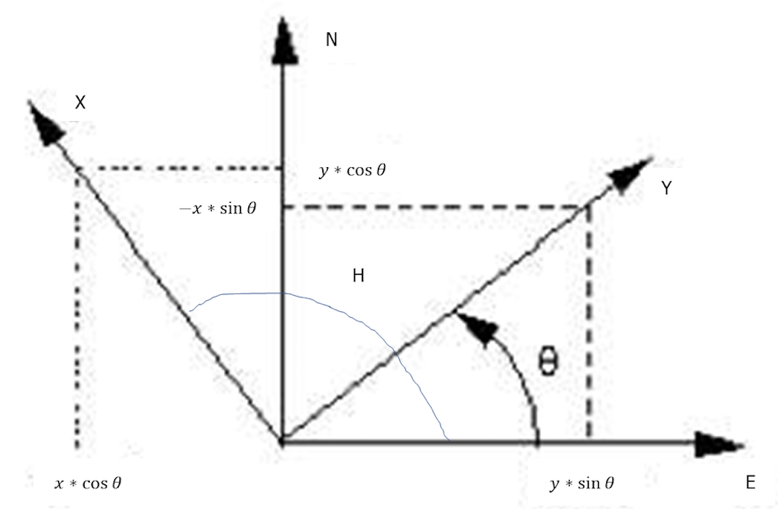 N
X
y * cos θ
Y
−x * sin θ
H
θ
x * cos θ
y * sin θ
E